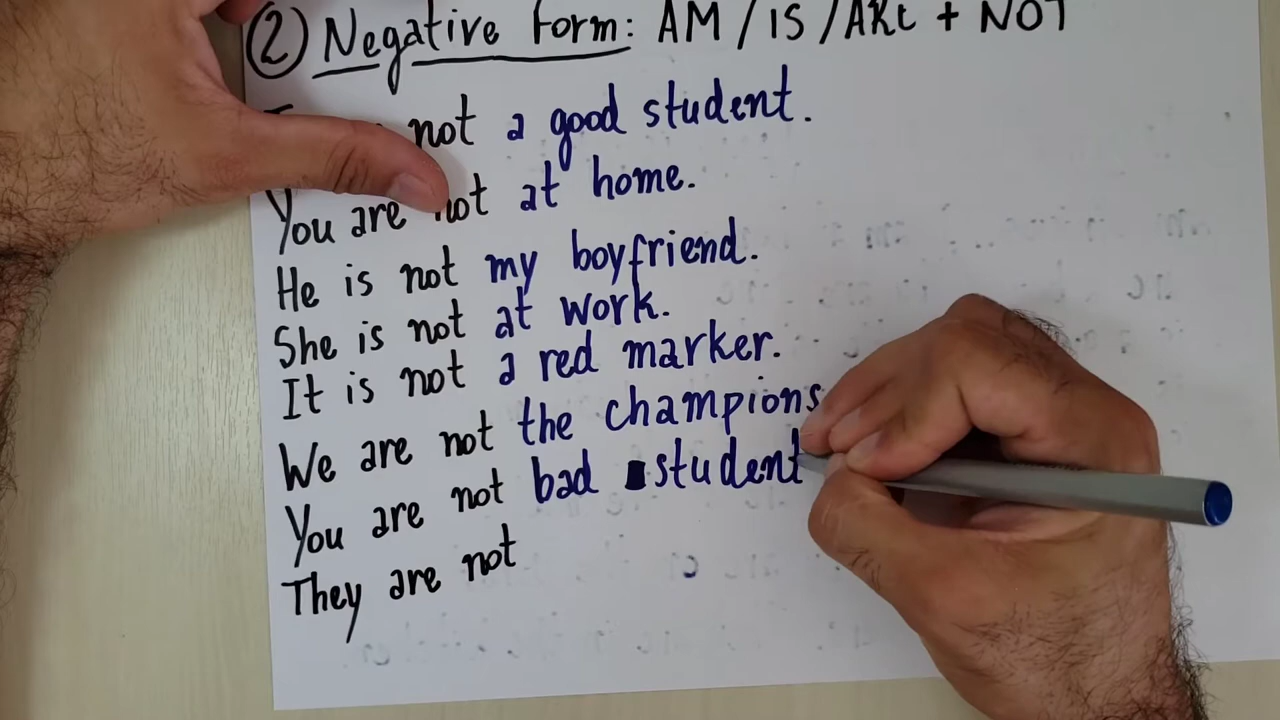 ② Negative Form: AM / IS / ARE + NOT
not a good student.
You are not at home.
He is not my boyfriend.
She is not at work.
It is not a red marker.
We are not the champions
You are not bad student
They are not